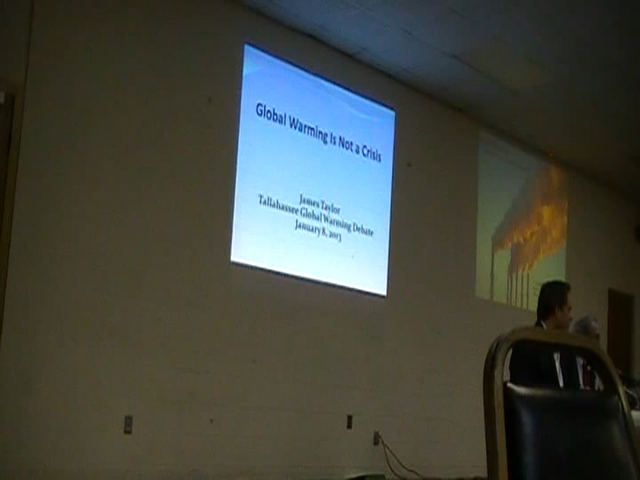 Global Warming Is Not a Crisis
James Taylor
Tallahassee Global Warming Debate
January 8, 2013